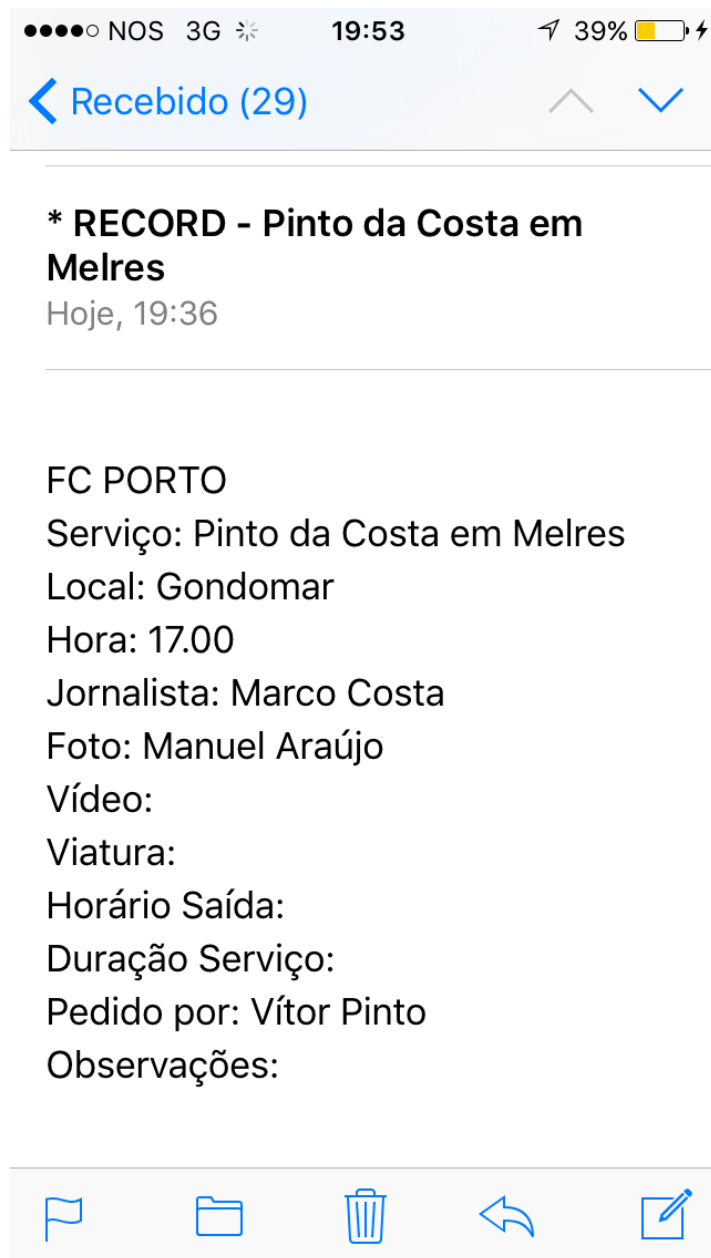 NOS 3G 19:53 39%
Recebido (29)
* RECORD - Pinto da Costa em
Melres
Hoje, 19:36
FC PORTO
Serviço: Pinto da Costa em Melres
Local: Gondomar
Hora: 17.00
Jornalista: Marco Costa
Foto: Manuel Araújo
Vídeo:
Viatura:
Horário Saída:
Duração Serviço:
Pedido por: Vítor Pinto
Observações: